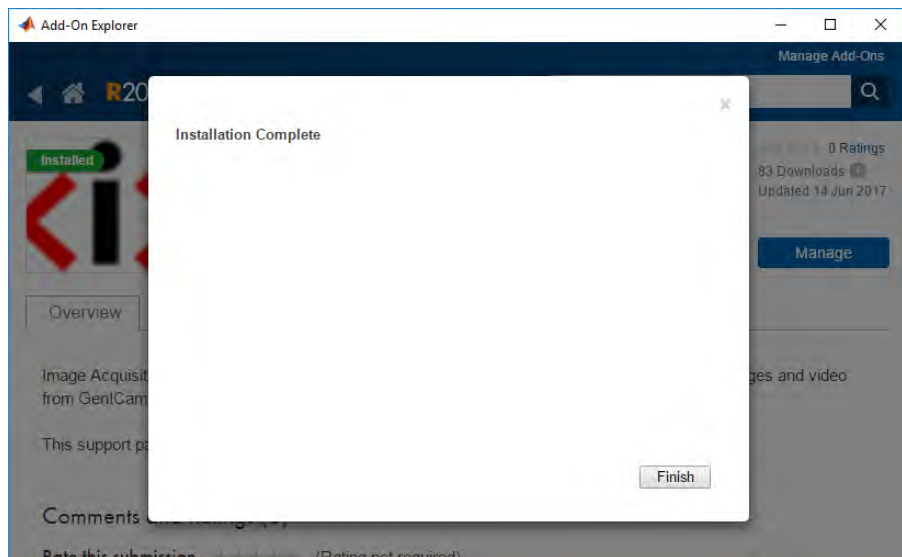 Add-On Explorer
Manage Add-Ons
R20
Installation Complete
Installed
0 Ratings
83 Downloads
Updated 14 Jun 2017
Manage
Overview
Image Acquisit
ges and video
from GenICam
This support pa
Finish
Comments
Rate this submission (Rating not required)